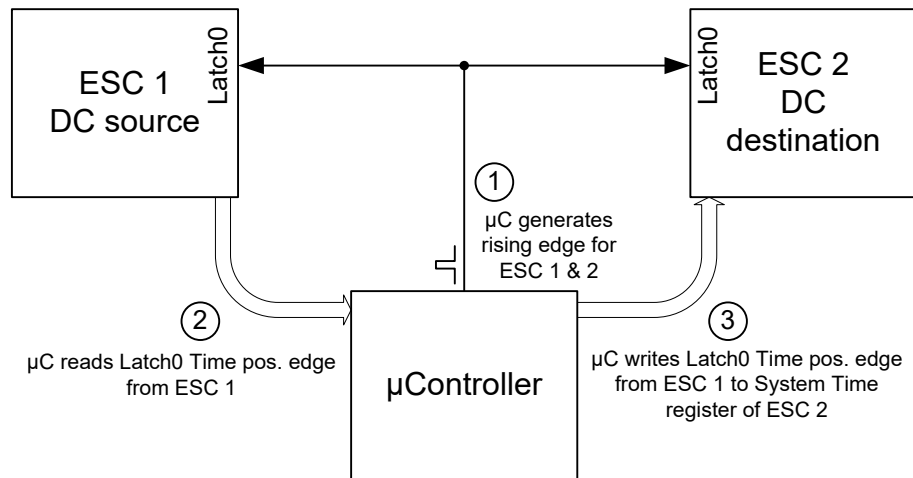 ESC 1
DC source
Latch0
Latch0
ESC 2
DC
destination
1
µC generates
rising edge for
ESC 1 & 2
2
µC reads Latch0 Time pos. edge
from ESC 1
µController
3
µC writes Latch0 Time pos. edge
from ESC 1 to System Time
register of ESC 2